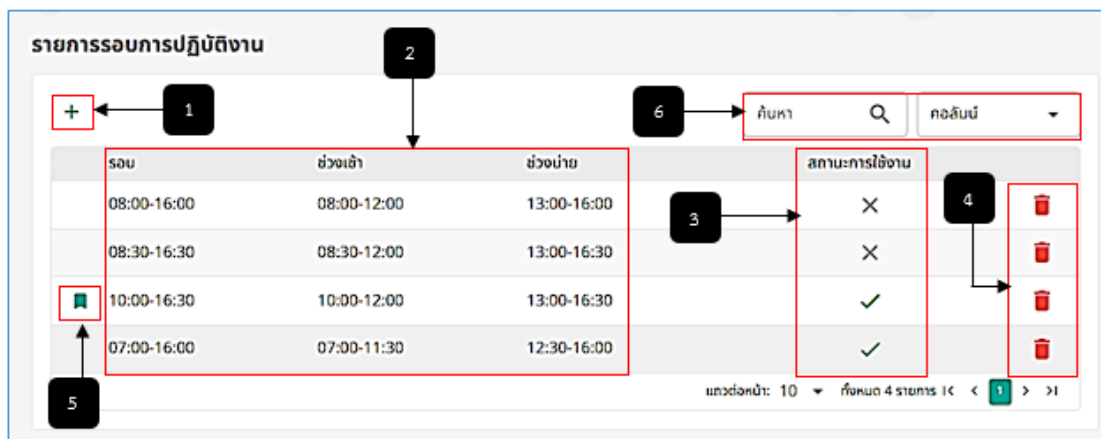 รายการรอบการปฏิบัติงาน
2
1
6
ค้นหา
คอลัมน์
รอบ ช่วงเช้า ช่วงบ่าย สถานะการใช้งาน
08:00-16:00 08:00-12:00 13:00-16:00
3
4
08:30-16:30 08:30-12:00 13:00-16:30
10:00-16:30 10:00-12:00 13:00-16:30
07:00-16:00 07:00-11:30 12:30-16:00
5
แถวต่อหน้า: 10 ทั้งหมด 4 รายการ 1